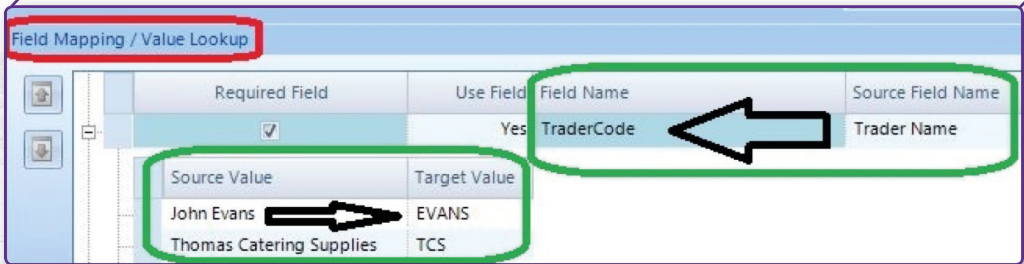 Field Mapping / Value Lookup
Required Field Use Field Field Name Source Field Name
Yes TraderCode Trader Name
Source Value Target Value
John Evans EVANS
Thomas Catering Supplies TCS